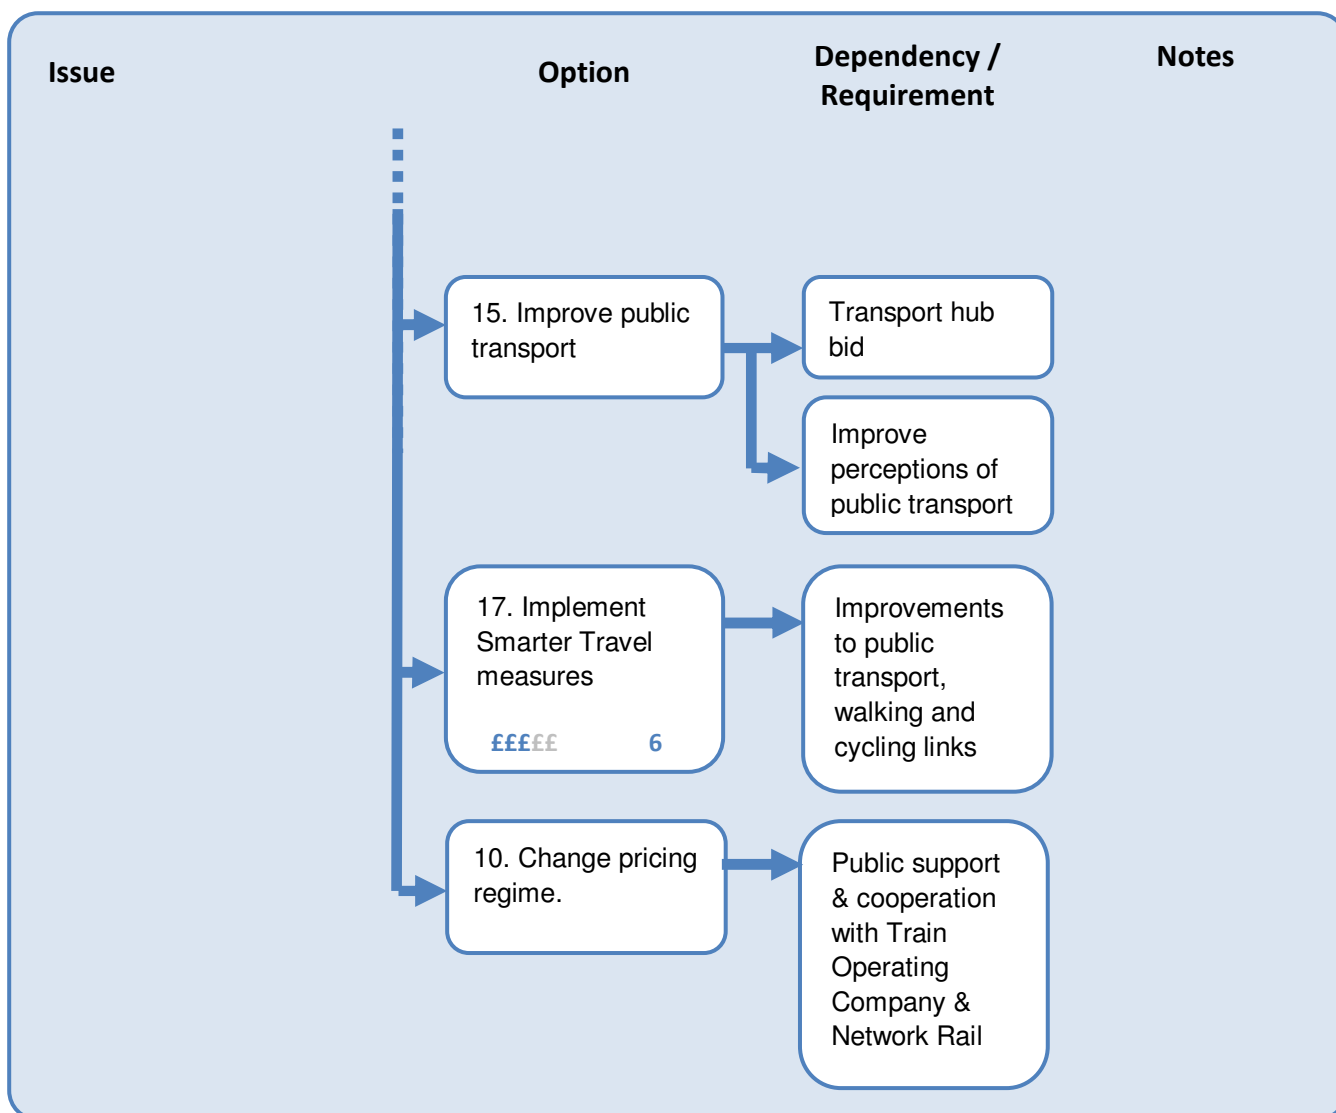 Issue
Option
Dependency /
Requirement
Notes
15. Improve public
transport
Transport hub
bid
Improve
perceptions of
public transport
17. Implement
Smarter Travel
measures
£££££ 6
Improvements
to public
transport,
walking and
cycling links
10. Change pricing
regime.
Public support
& cooperation
with Train
Operating
Company &
Network Rail